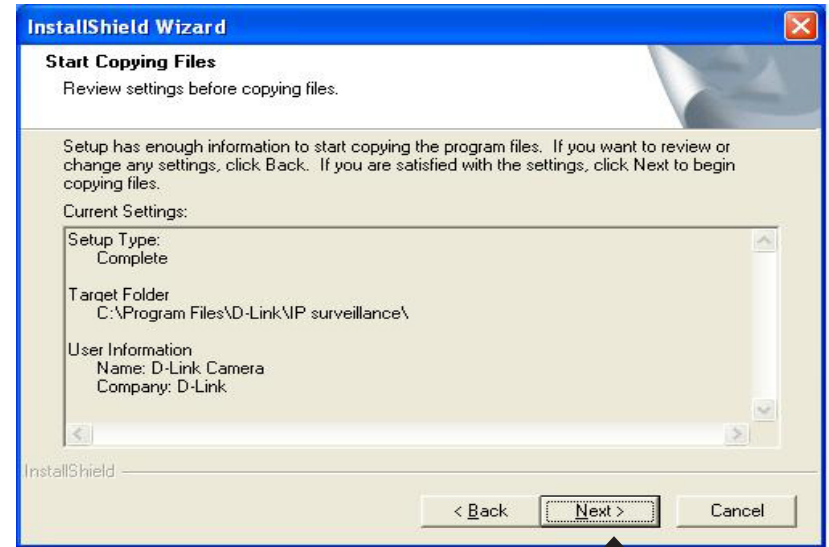 InstallShield Wizard
Start Copying Files
Review settings before copying files.
Setup has enough information to start copying the program files. If you want to review or
change any settings, click Back. If you are satisfied with the settings, click Next to begin
copying files.
Current Settings:
Setup Type:
Complete
Target Folder
C:\Program Files\D-Link\IP surveillance\
User Information
Name: D-Link Camera
Company: D-Link
InstallShield
< Back
Next >
Cancel